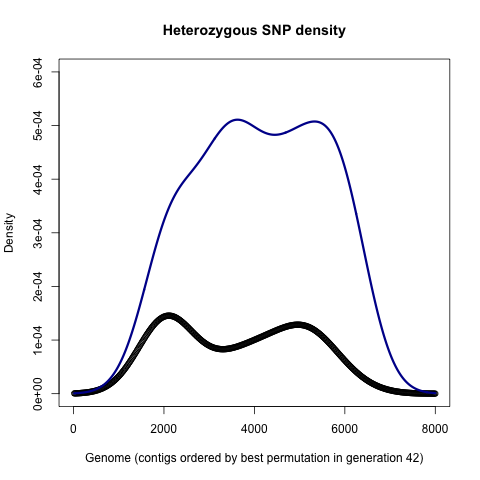 Heterozygous SNP density
Density
6e-04
5e-04
4e-04
3e-04
2e-04
1e-04
0e+00
0 2000 4000 6000 8000
Genome (contigs ordered by best permutation in generation 42)